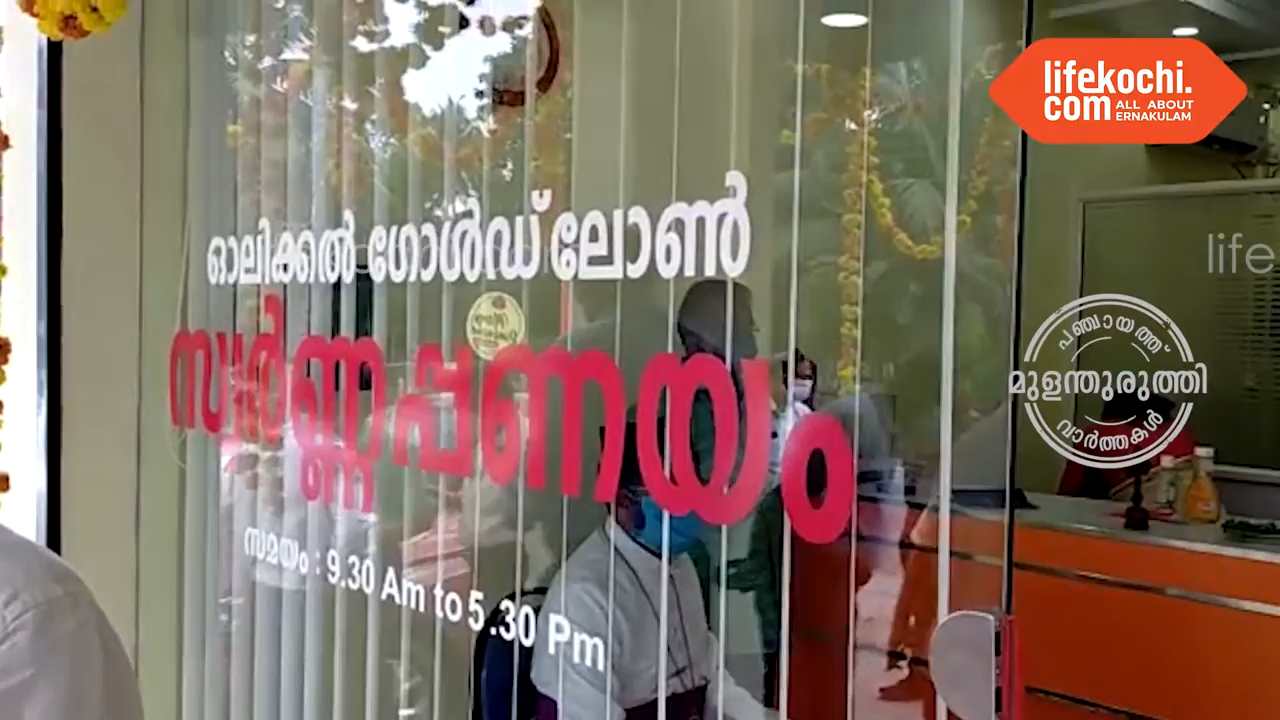 lifekochi.
com ALL ABOUT
ERNAKULAM
ഓലിക്കൽ ഗോൾഡ് ലോൺ
life
സ്വർണ്ണപ്പണയം
പഞ്ചായത്ത്
മുളന്തുരുത്തി
വാർത്തകൾ
സമയം : 9.30 Am to 5.30 Pm